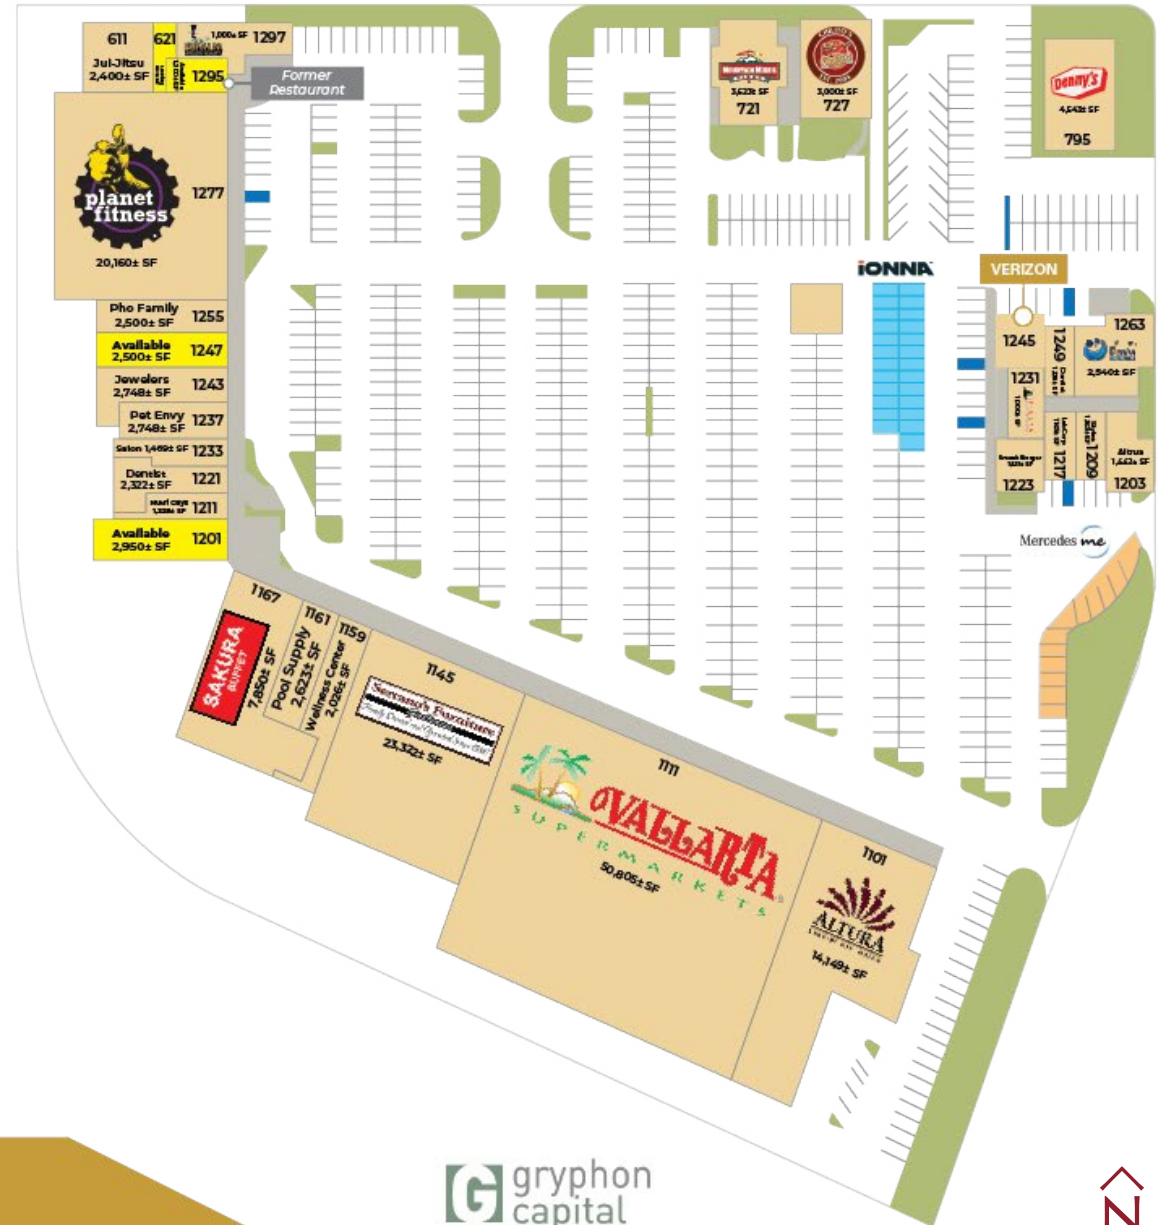 611
621
1,000± SF
1297
Jui-Jitsu
2,400± SF
1295
Former
Restaurant
planet
fitness
1277
20,160± SF
Pho Family
2,500± SF
1255
Available
2,500± SF
1247
Jewelers
2,748± SF
1243
Pet Envy
2,748± SF
1237
Salon 1,469± SF
1233
Dentist
2,322± SF
1221
1211
Available
2,950± SF
1201
3,623± SF
721
3,000± SF
727
Denny's
4,543± SF
795
iONNA
VERIZON
1245
1249
1263
2,940± SF
1231
1217
1209
Altura
1223
1203
Mercedes me
1167
SAKURA
BUFFET
7,850± SF
1161
Pool Supply
2,623± SF
1159
Wellness Center
2,026± SF
1145
Serrano's Furniture
23,322± SF
1111
VALLARTA
SUPERMARKETS
50,805± SF
1101
ALTURA
14,149± SF
G
gryphon
capital
N